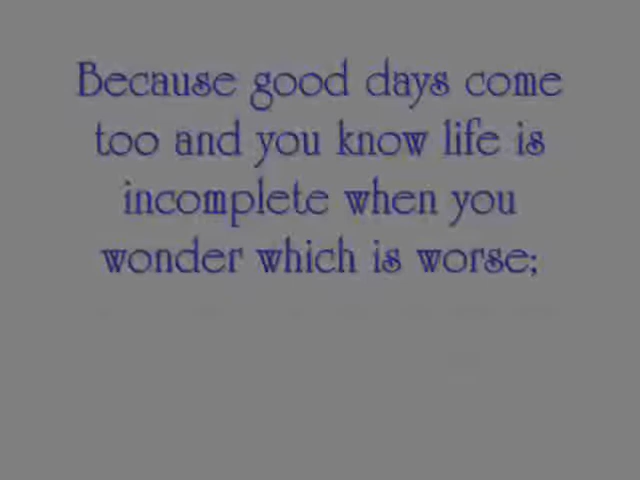 Because good days come
too and you know life is
incomplete when you
wonder which is worse;